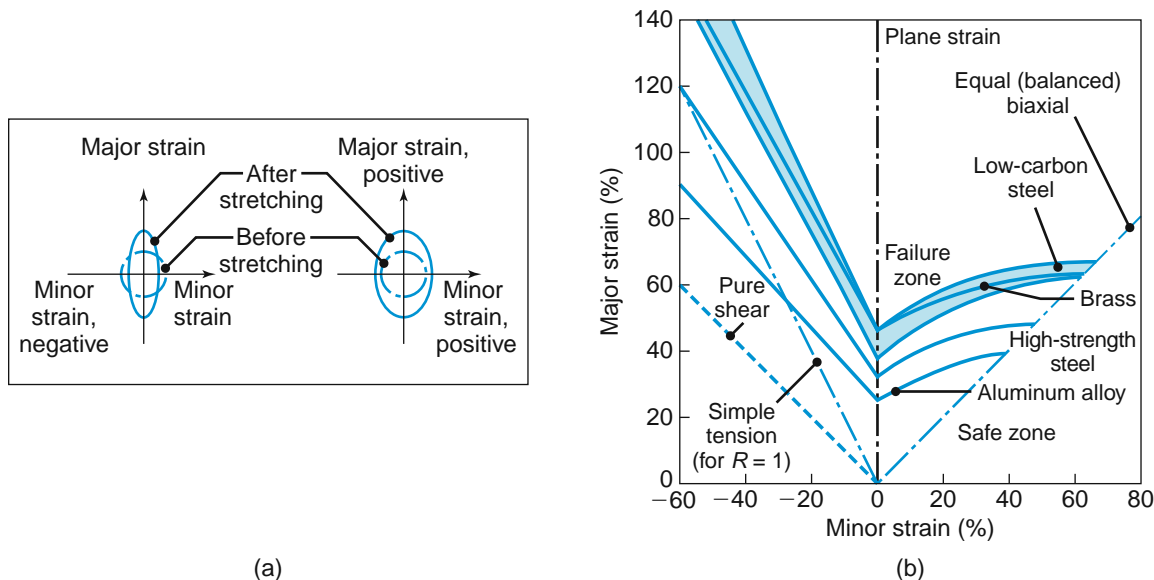 Major strain
After
stretching
Major strain,
positive
Before
stretching
Minor
strain,
negative
Minor
strain
Minor
strain,
positive
(a)
Major strain (%)
140
120
100
80
60
40
20
0
−60
−40
−20
0
20
40
60
80
Minor strain (%)
Plane strain
Equal (balanced)
biaxial
Low-carbon
steel
Failure
zone
Brass
Pure
shear
High-strength
steel
Aluminum alloy
Simple
tension
(for R = 1)
Safe zone
(b)